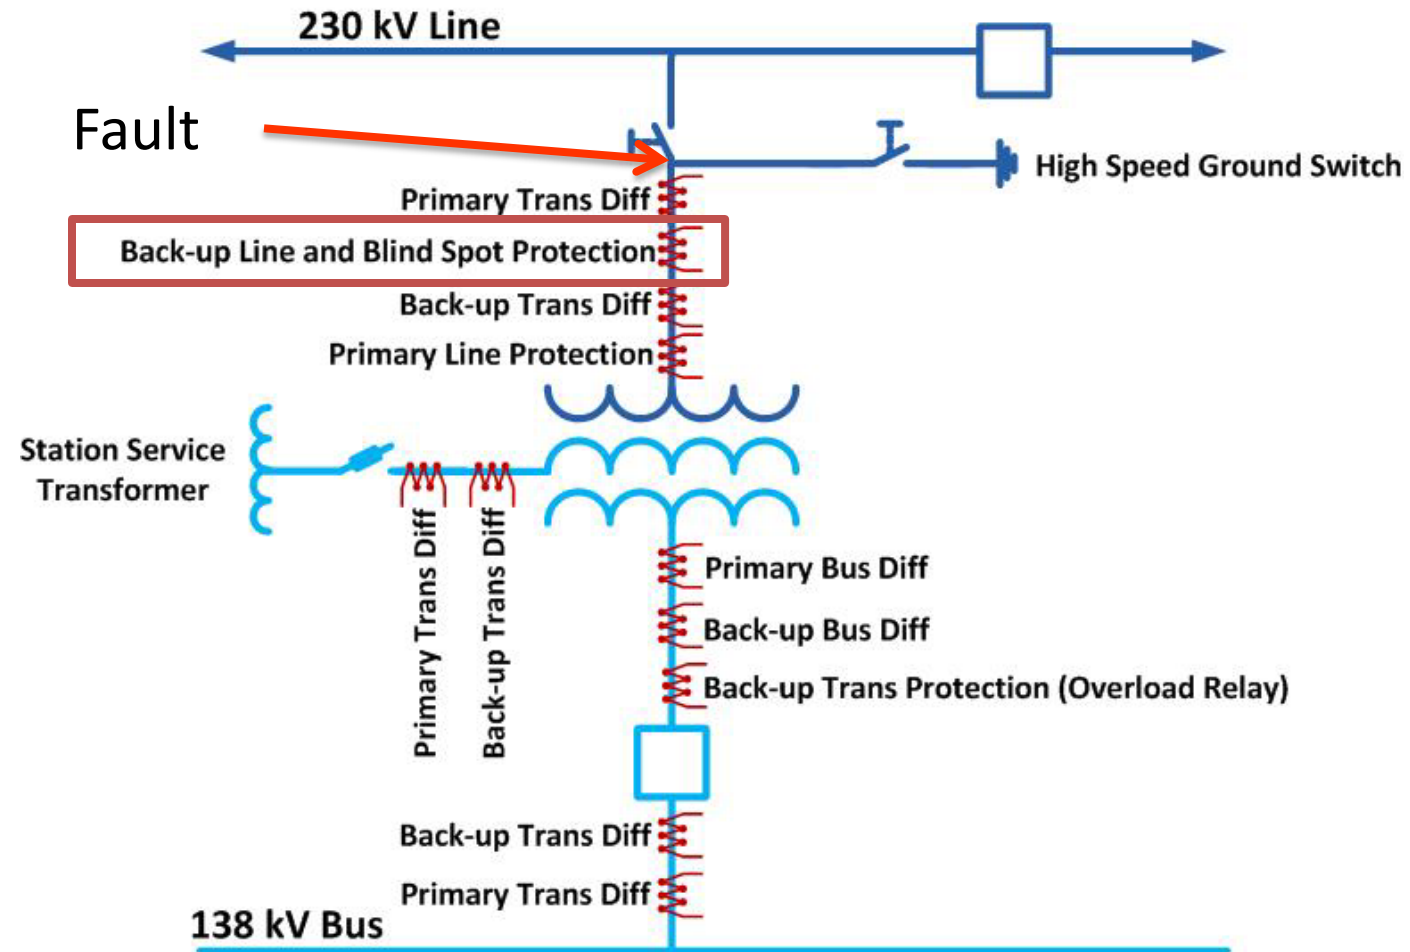 230 kV Line
Fault
High Speed Ground Switch
Primary Trans Diff
Back-up Line and Blind Spot Protection
Back-up Trans Diff
Primary Line Protection
Station Service
Transformer
Primary Trans Diff
Back-up Trans Diff
Primary Bus Diff
Back-up Bus Diff
Back-up Trans Protection (Overload Relay)
Back-up Trans Diff
Primary Trans Diff
138 kV Bus